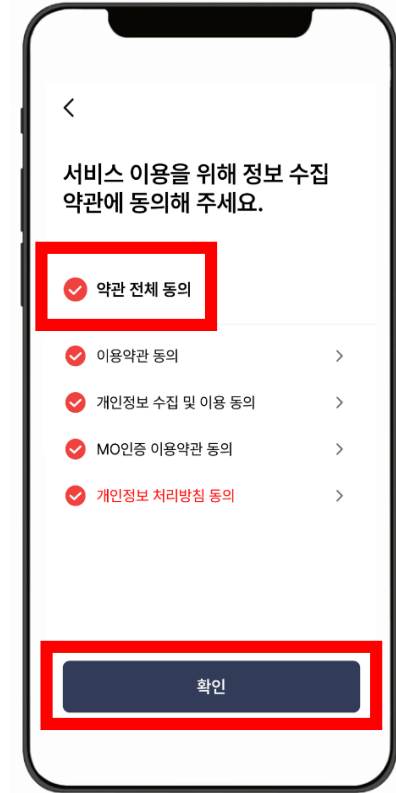 서비스 이용을 위해 정보 수집
약관에 동의해 주세요.
약관 전체 동의
이용약관 동의
개인정보 수집 및 이용 동의
MO인증 이용약관 동의
개인정보 처리방침 동의
확인